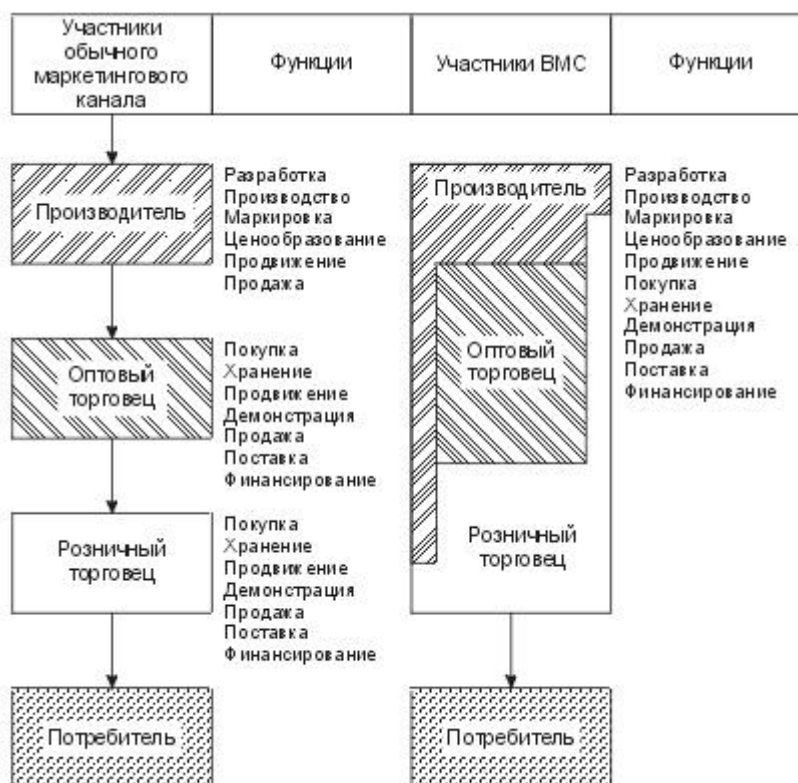 Участники
обычного
маркетингового
канала
Функции
Участники ВМС
Функции
Производитель
Разработка
Производство
Маркировка
Ценообразование
Продвижение
Продажа
Оптовый
торговец
Покупка
Хранение
Продвижение
Демонстрация
Продажа
Поставка
Финансирование
Розничный
торговец
Покупка
Хранение
Продвижение
Демонстрация
Продажа
Поставка
Финансирование
Потребитель
Производитель
Оптовый
торговец
Розничный
торговец
Разработка
Производство
Маркировка
Ценообразование
Продвижение
Покупка
Хранение
Демонстрация
Продажа
Поставка
Финансирование
Потребитель